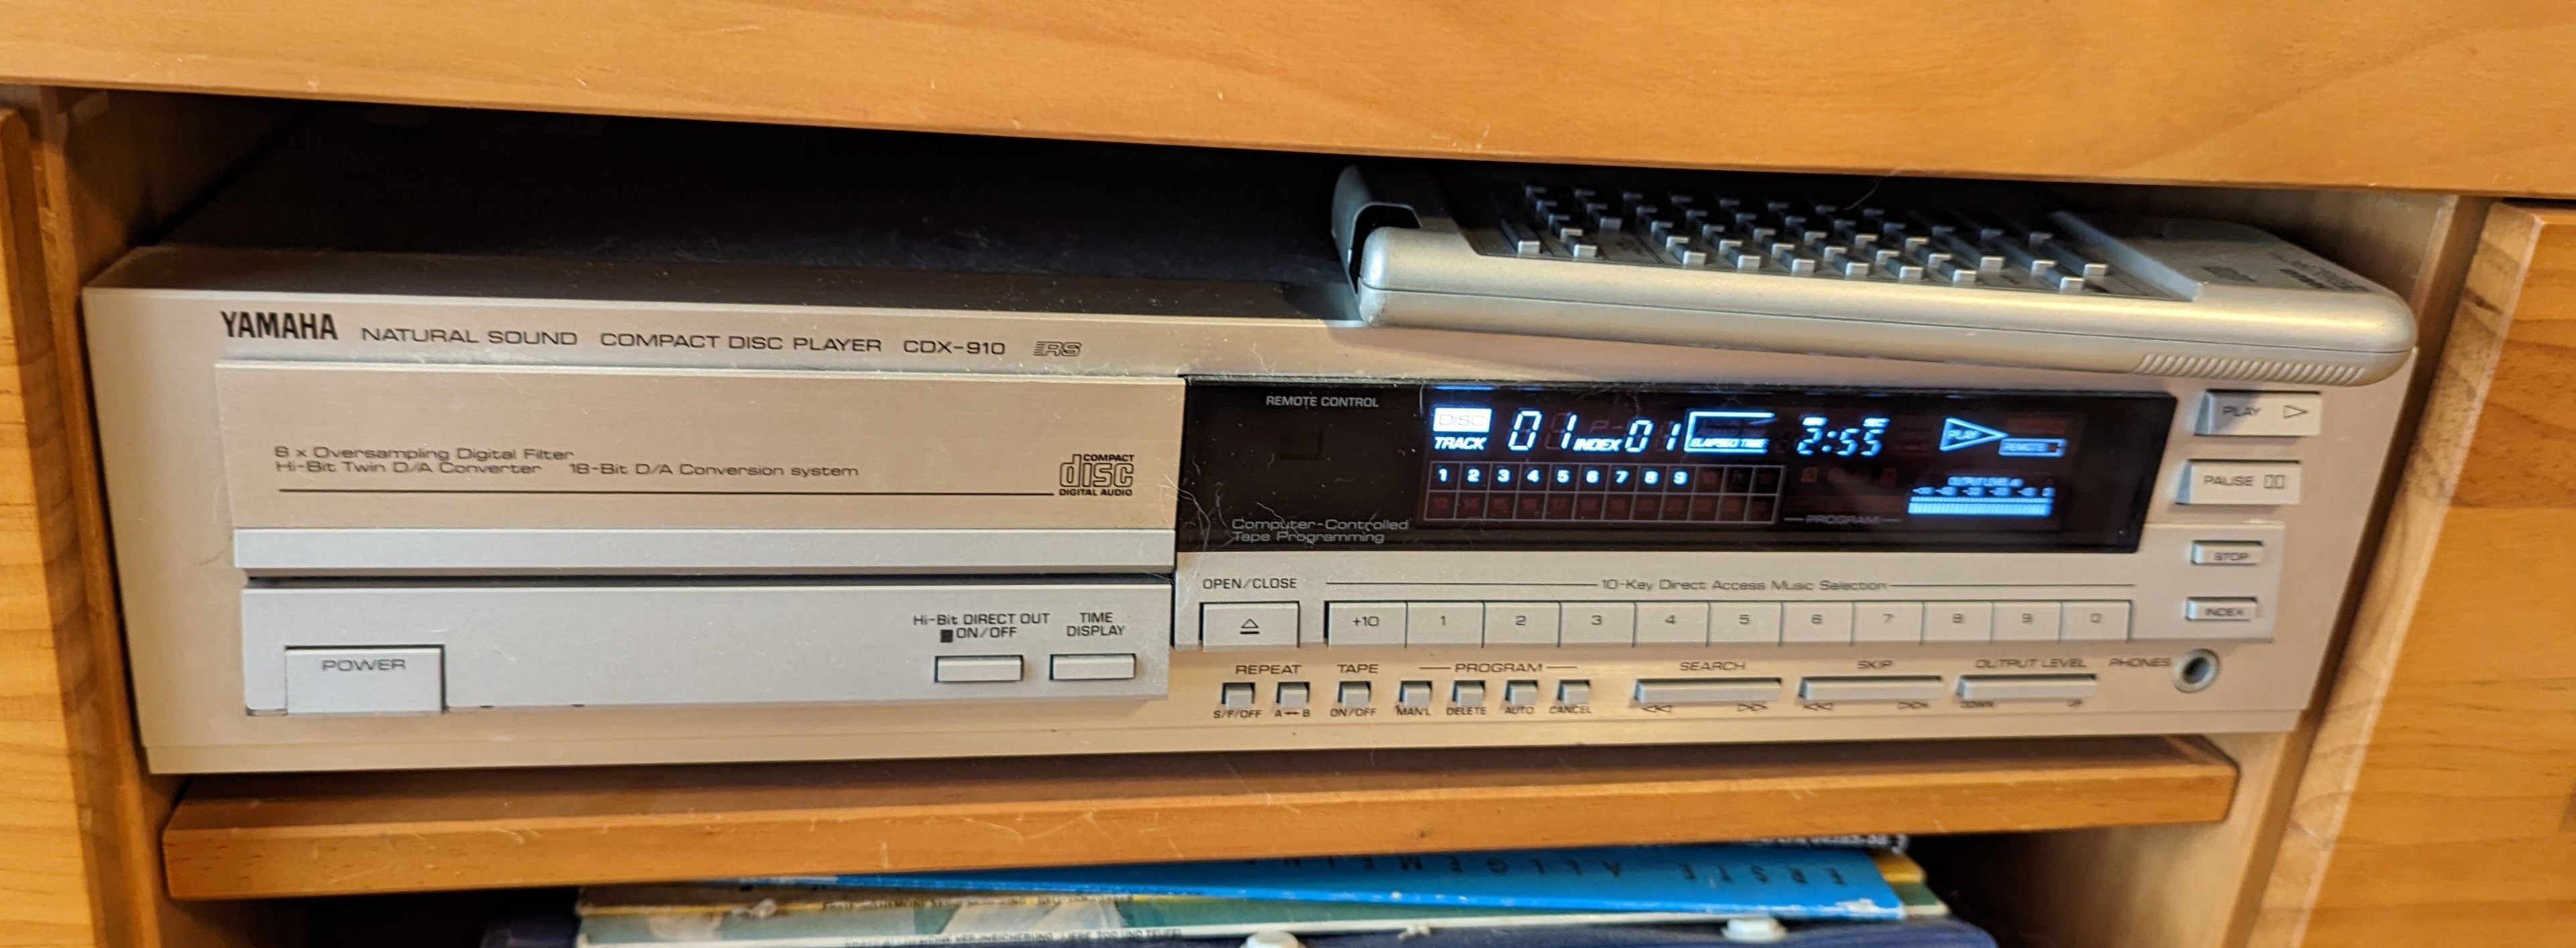 YAMAHA NATURAL SOUND COMPACT DISC PLAYER CDX-910 RS
8 x Oversampling Digital Filter
Hi-Bit Twin D/A Converter 18-Bit D/A Conversion system
COMPACT
disc
DIGITAL AUDIO
POWER
Hi-Bit DIRECT OUT
ON/OFF
TIME
DISPLAY
REMOTE CONTROL
DISC
TRACK 01 INDEX 01 ELAPSED TIME 2:55 PLAY REMOTE
1 2 3 4 5 6 7 8 9
OUTPUT LEVEL
PROGRAM
Computer-Controlled
Tape Programming
PLAY
PAUSE
STOP
INDEX
OPEN/CLOSE
10-Key Direct Access Music Selection
+10 1 2 3 4 5 6 7 8 9 0
REPEAT TAPE PROGRAM SEARCH SKIP OUTPUT LEVEL PHONES
S/F/OFF A↔B ON/OFF MAN'L DELETE AUTO CANCEL DOWN UP
ERSTE ALLGEMEINE